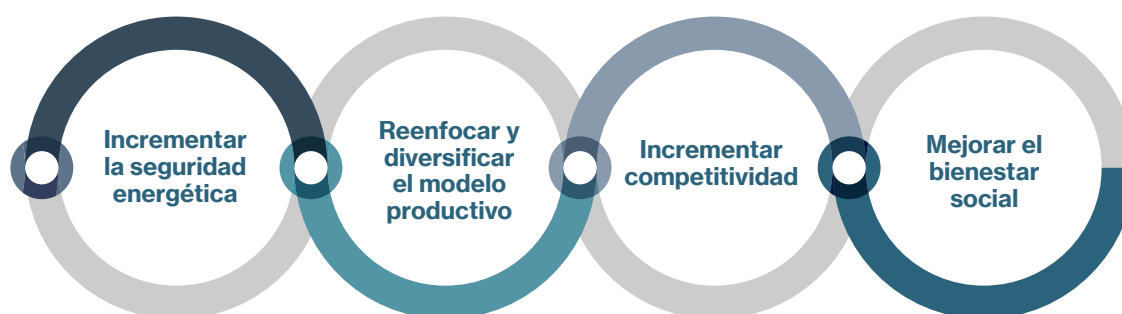 Incrementar
la seguridad
energética
Reenfocar y
diversificar
el modelo
productivo
Incrementar
competitividad
Mejorar el
bienestar
social